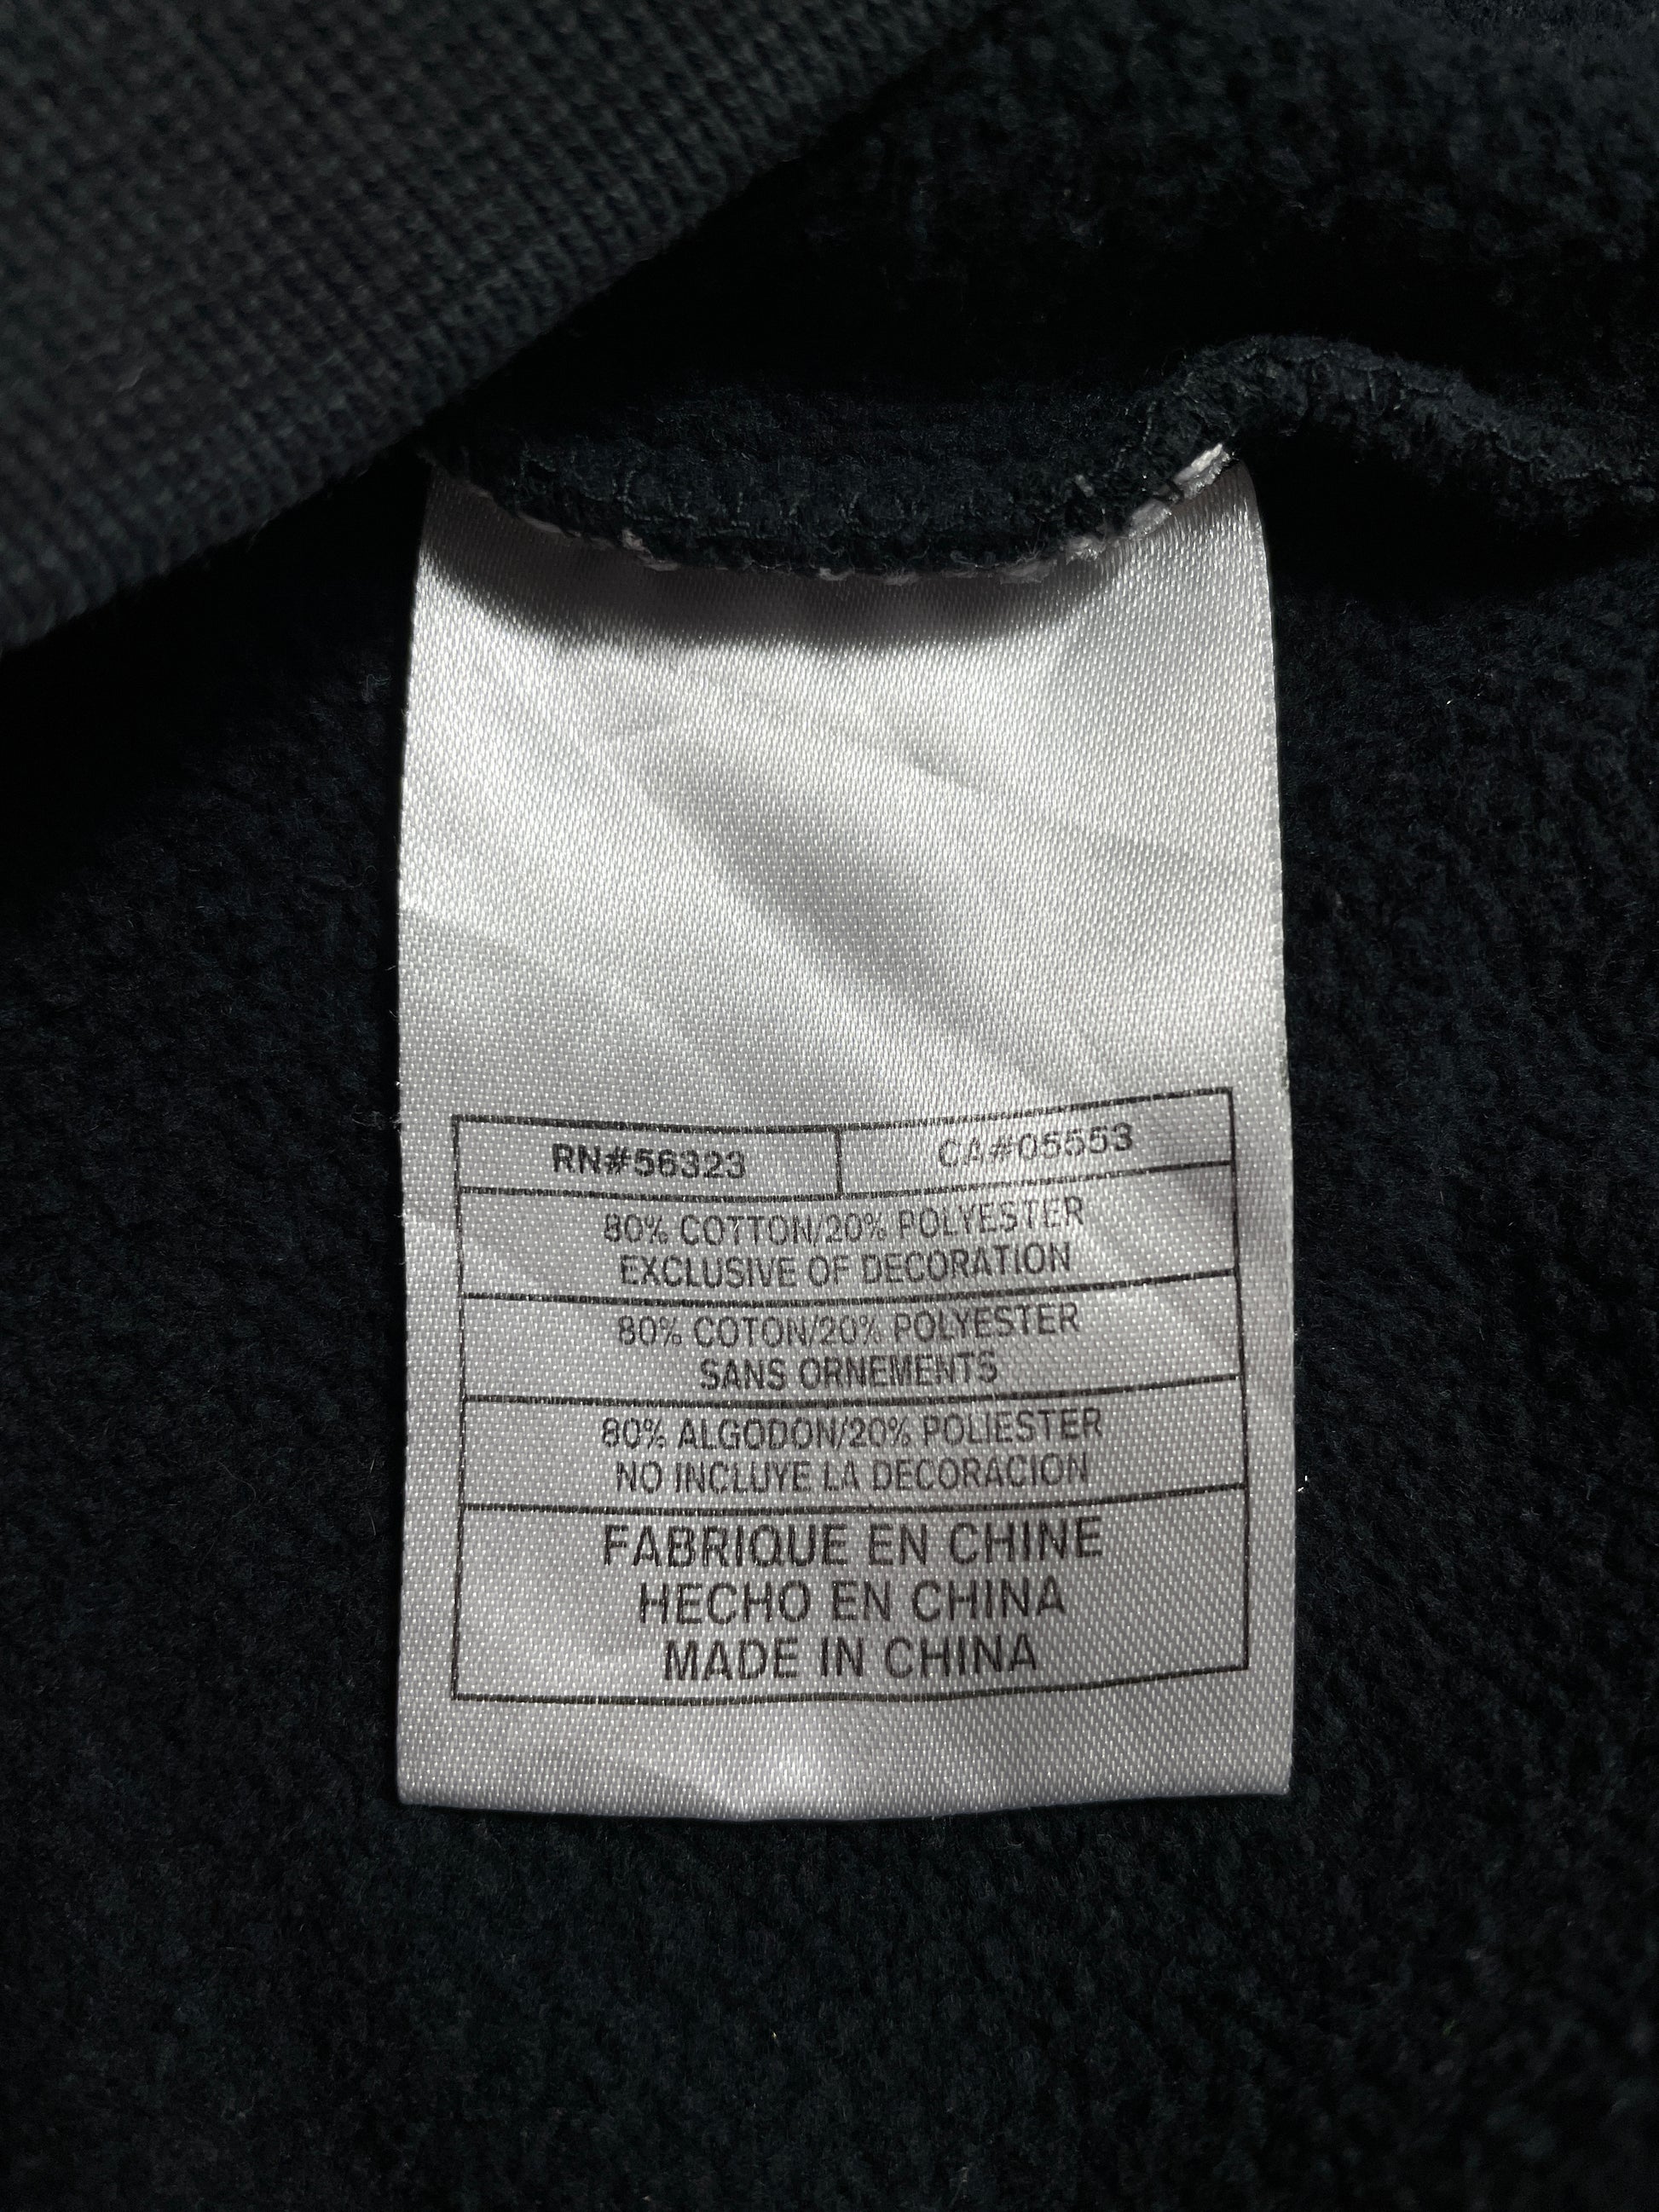 RN#56323 CA#05553
80% COTTON/20% POLYESTER
EXCLUSIVE OF DECORATION
80% COTON/20% POLYESTER
SANS ORNEMENTS
80% ALGODON/20% POLIESTER
NO INCLUYE LA DECORACION
FABRIQUE EN CHINE
HECHO EN CHINA
MADE IN CHINA